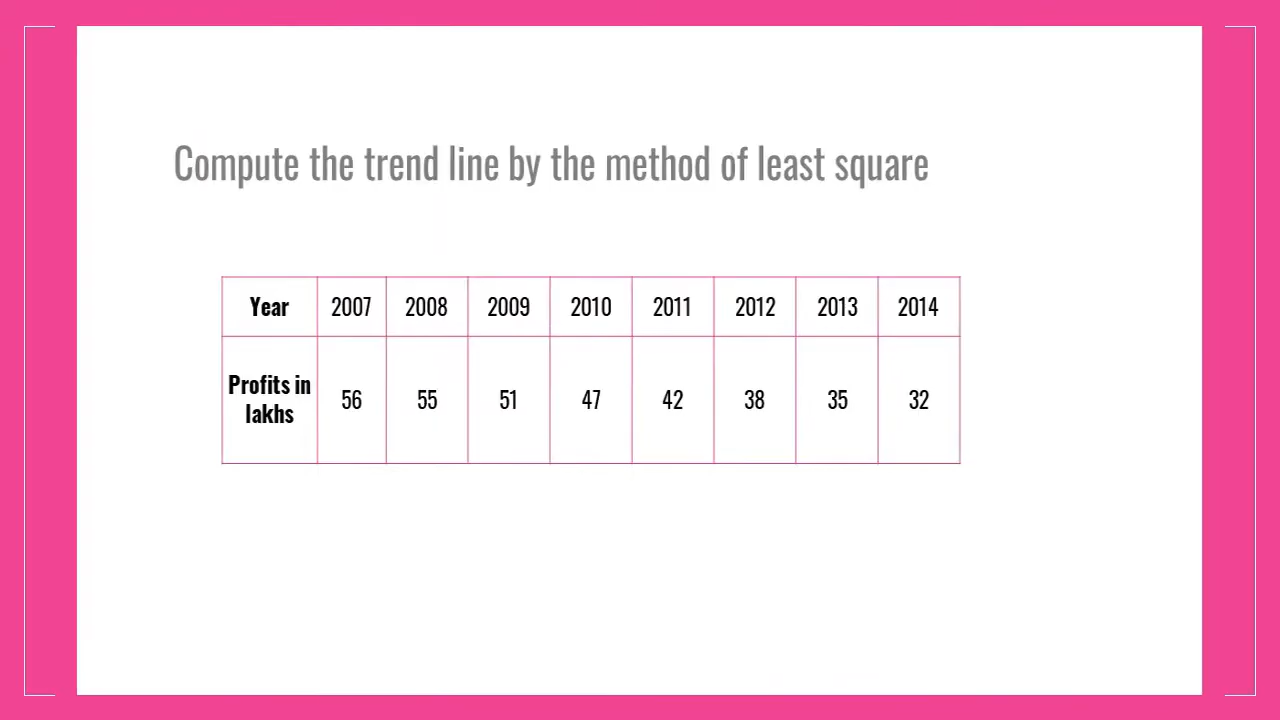 Compute the trend line by the method of least square
Year 2007 2008 2009 2010 2011 2012 2013 2014
Profits in lakhs 56 55 51 47 42 38 35 32